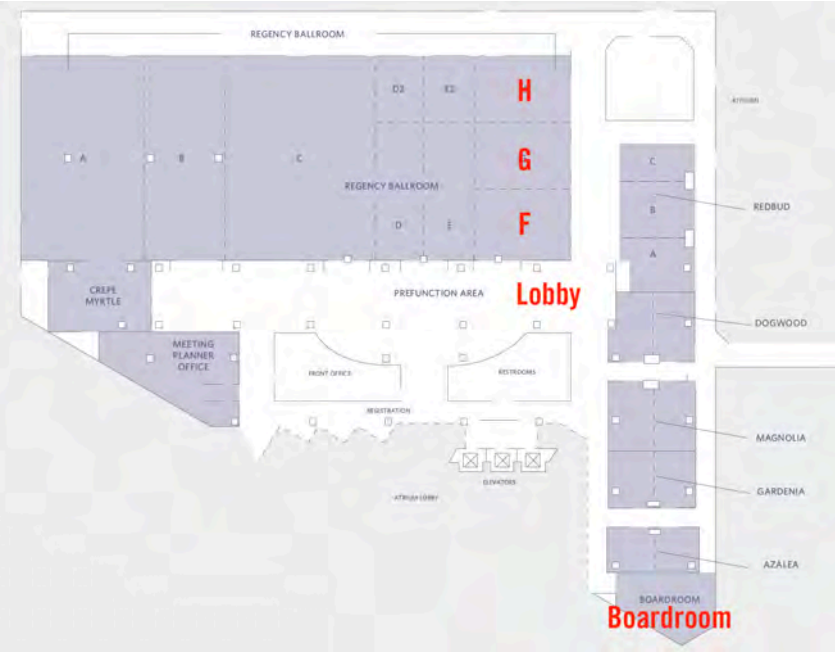 REGENCY BALLROOM
D2 E2 H
A B C G
REGENCY BALLROOM
D E F
C
B
REDBUD
A
CREPE
MYRTLE
PREFUNCTION AREA
Lobby
DOGWOOD
MEETING
PLANNER
OFFICE
FRONT OFFICE
RESTROOMS
REGISTRATION
MAGNOLIA
ELEVATORS
GARDENIA
ATRIUM LOBBY
AZALEA
BOARDROOM
Boardroom